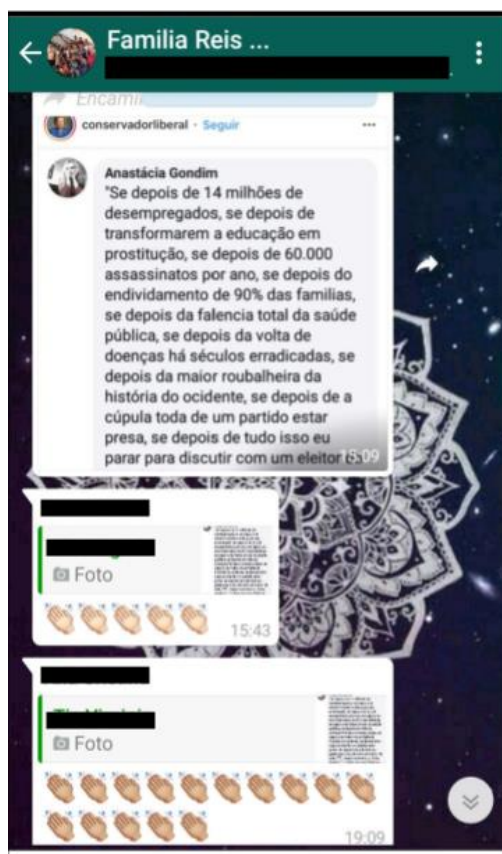 Familia Reis ...
Encami
conservadorliberal · Seguir
Anastácia Gondim
"Se depois de 14 milhões de
desempregados, se depois de
transformarem a educação em
prostituição, se depois de 60.000
assassinatos por ano, se depois do
endividamento de 90% das familias,
se depois da falencia total da saúde
pública, se depois da volta de
doenças há séculos erradicadas, se
depois da maior roubalheira da
história do ocidente, se depois de a
cúpula toda de um partido estar
presa, se depois de tudo isso eu
parar para discutir com um eleitor
15:09
Foto
15:43
Foto
19:09